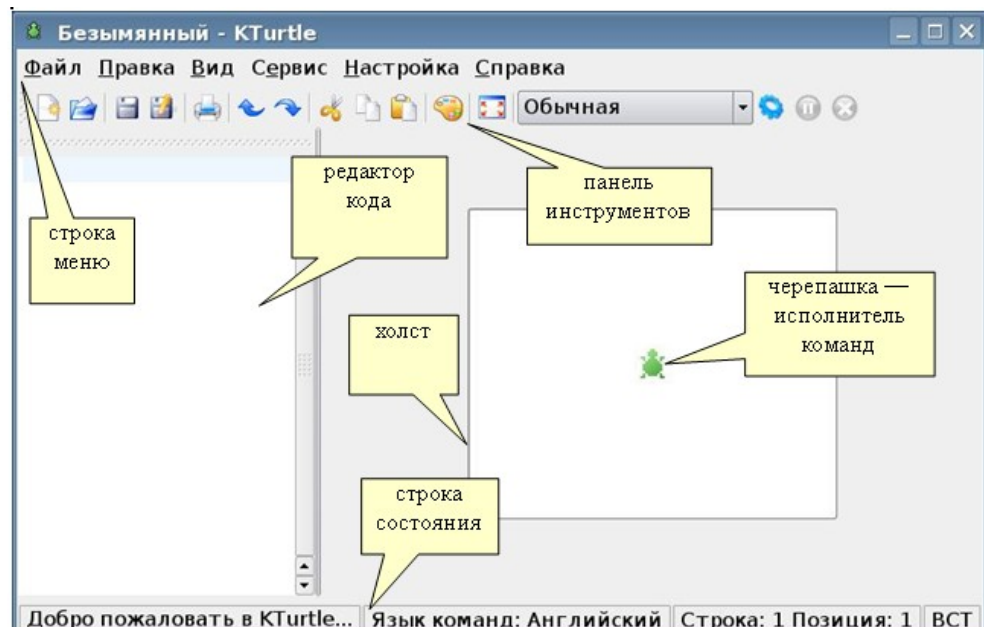 Безымянный - KTurtle
Файл Правка Вид Сервис Настройка Справка
Обычная
редактор
кода
панель
инструментов
строка
меню
черепашка —
исполнитель
команд
холст
строка
состояния
Добро пожаловать в KTurtle... Язык команд: Английский Строка: 1 Позиция: 1 ВСТ